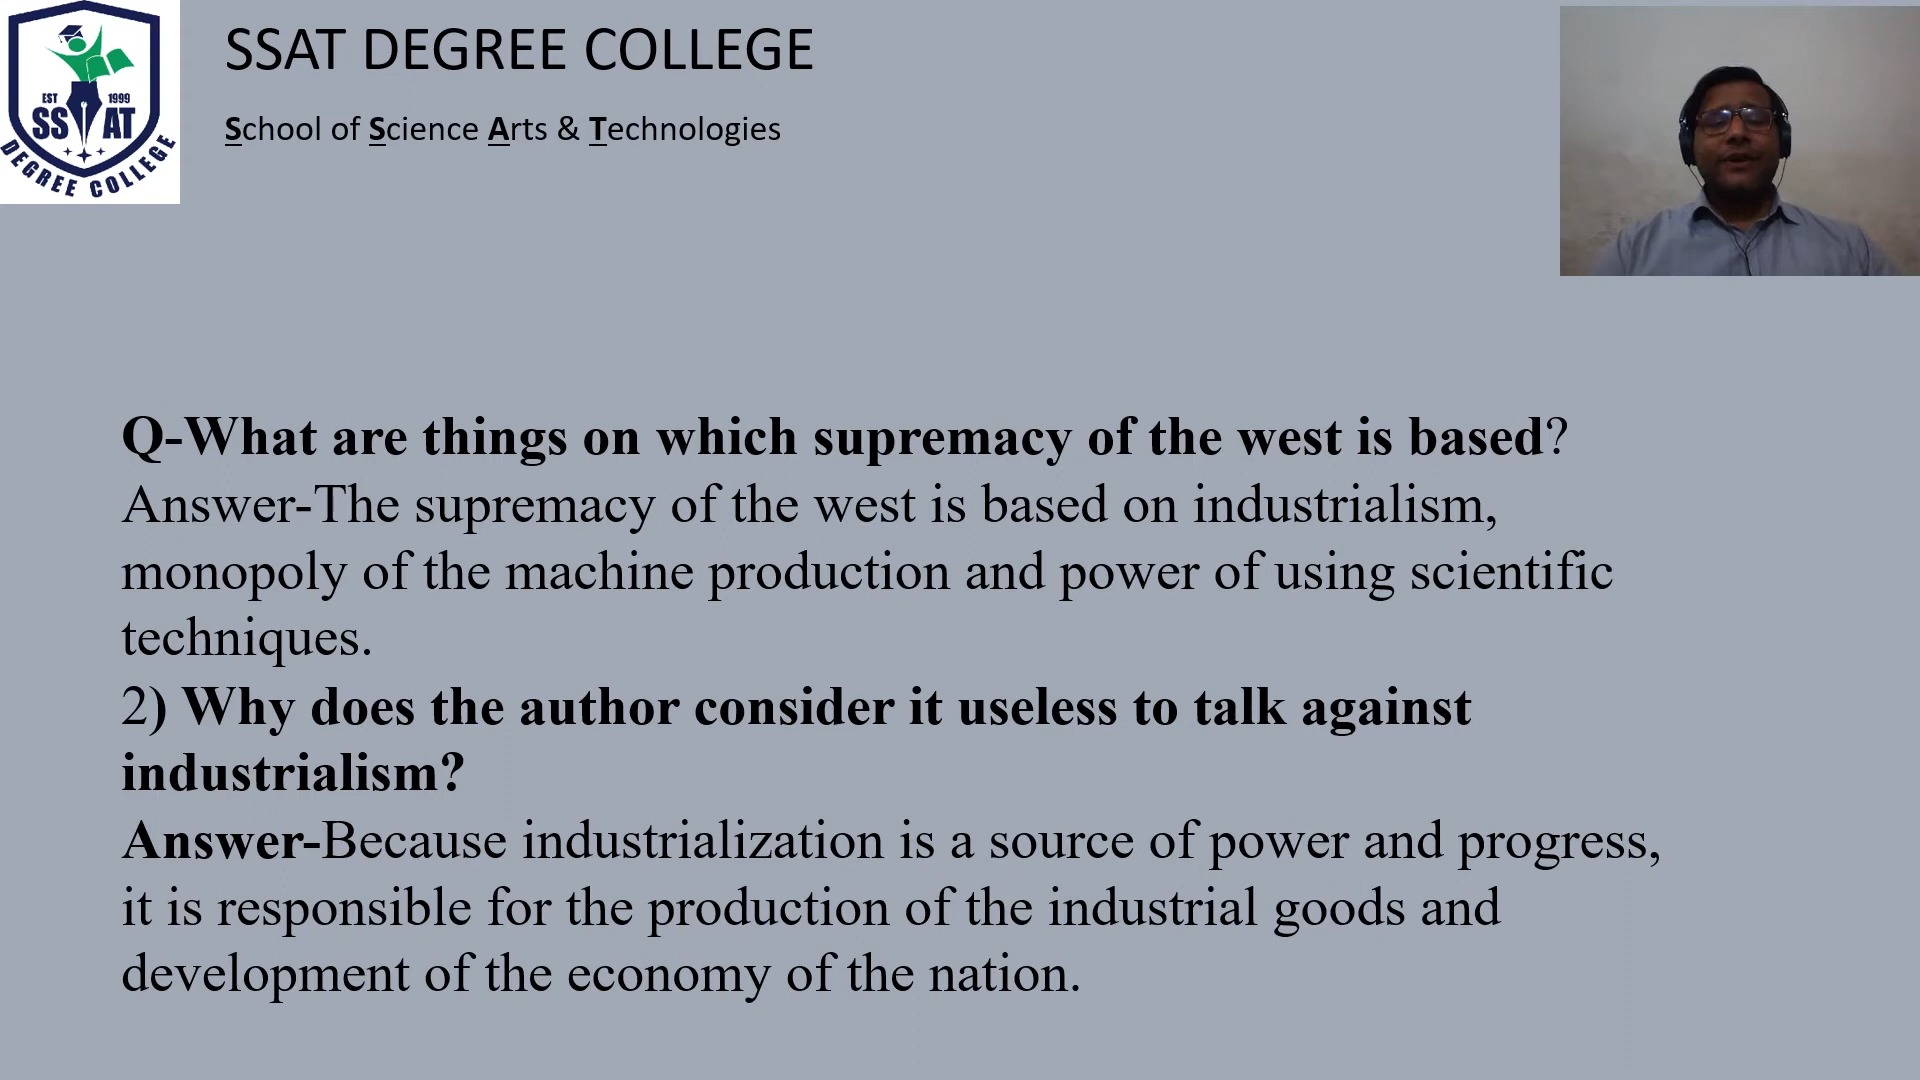 EST 1999
SS AT
DEGREE COLLEGE
SSAT DEGREE COLLEGE
School of Science Arts & Technologies
Q-What are things on which supremacy of the west is based?
Answer-The supremacy of the west is based on industrialism,
monopoly of the machine production and power of using scientific
techniques.
2) Why does the author consider it useless to talk against
industrialism?
Answer-Because industrialization is a source of power and progress,
it is responsible for the production of the industrial goods and
development of the economy of the nation.